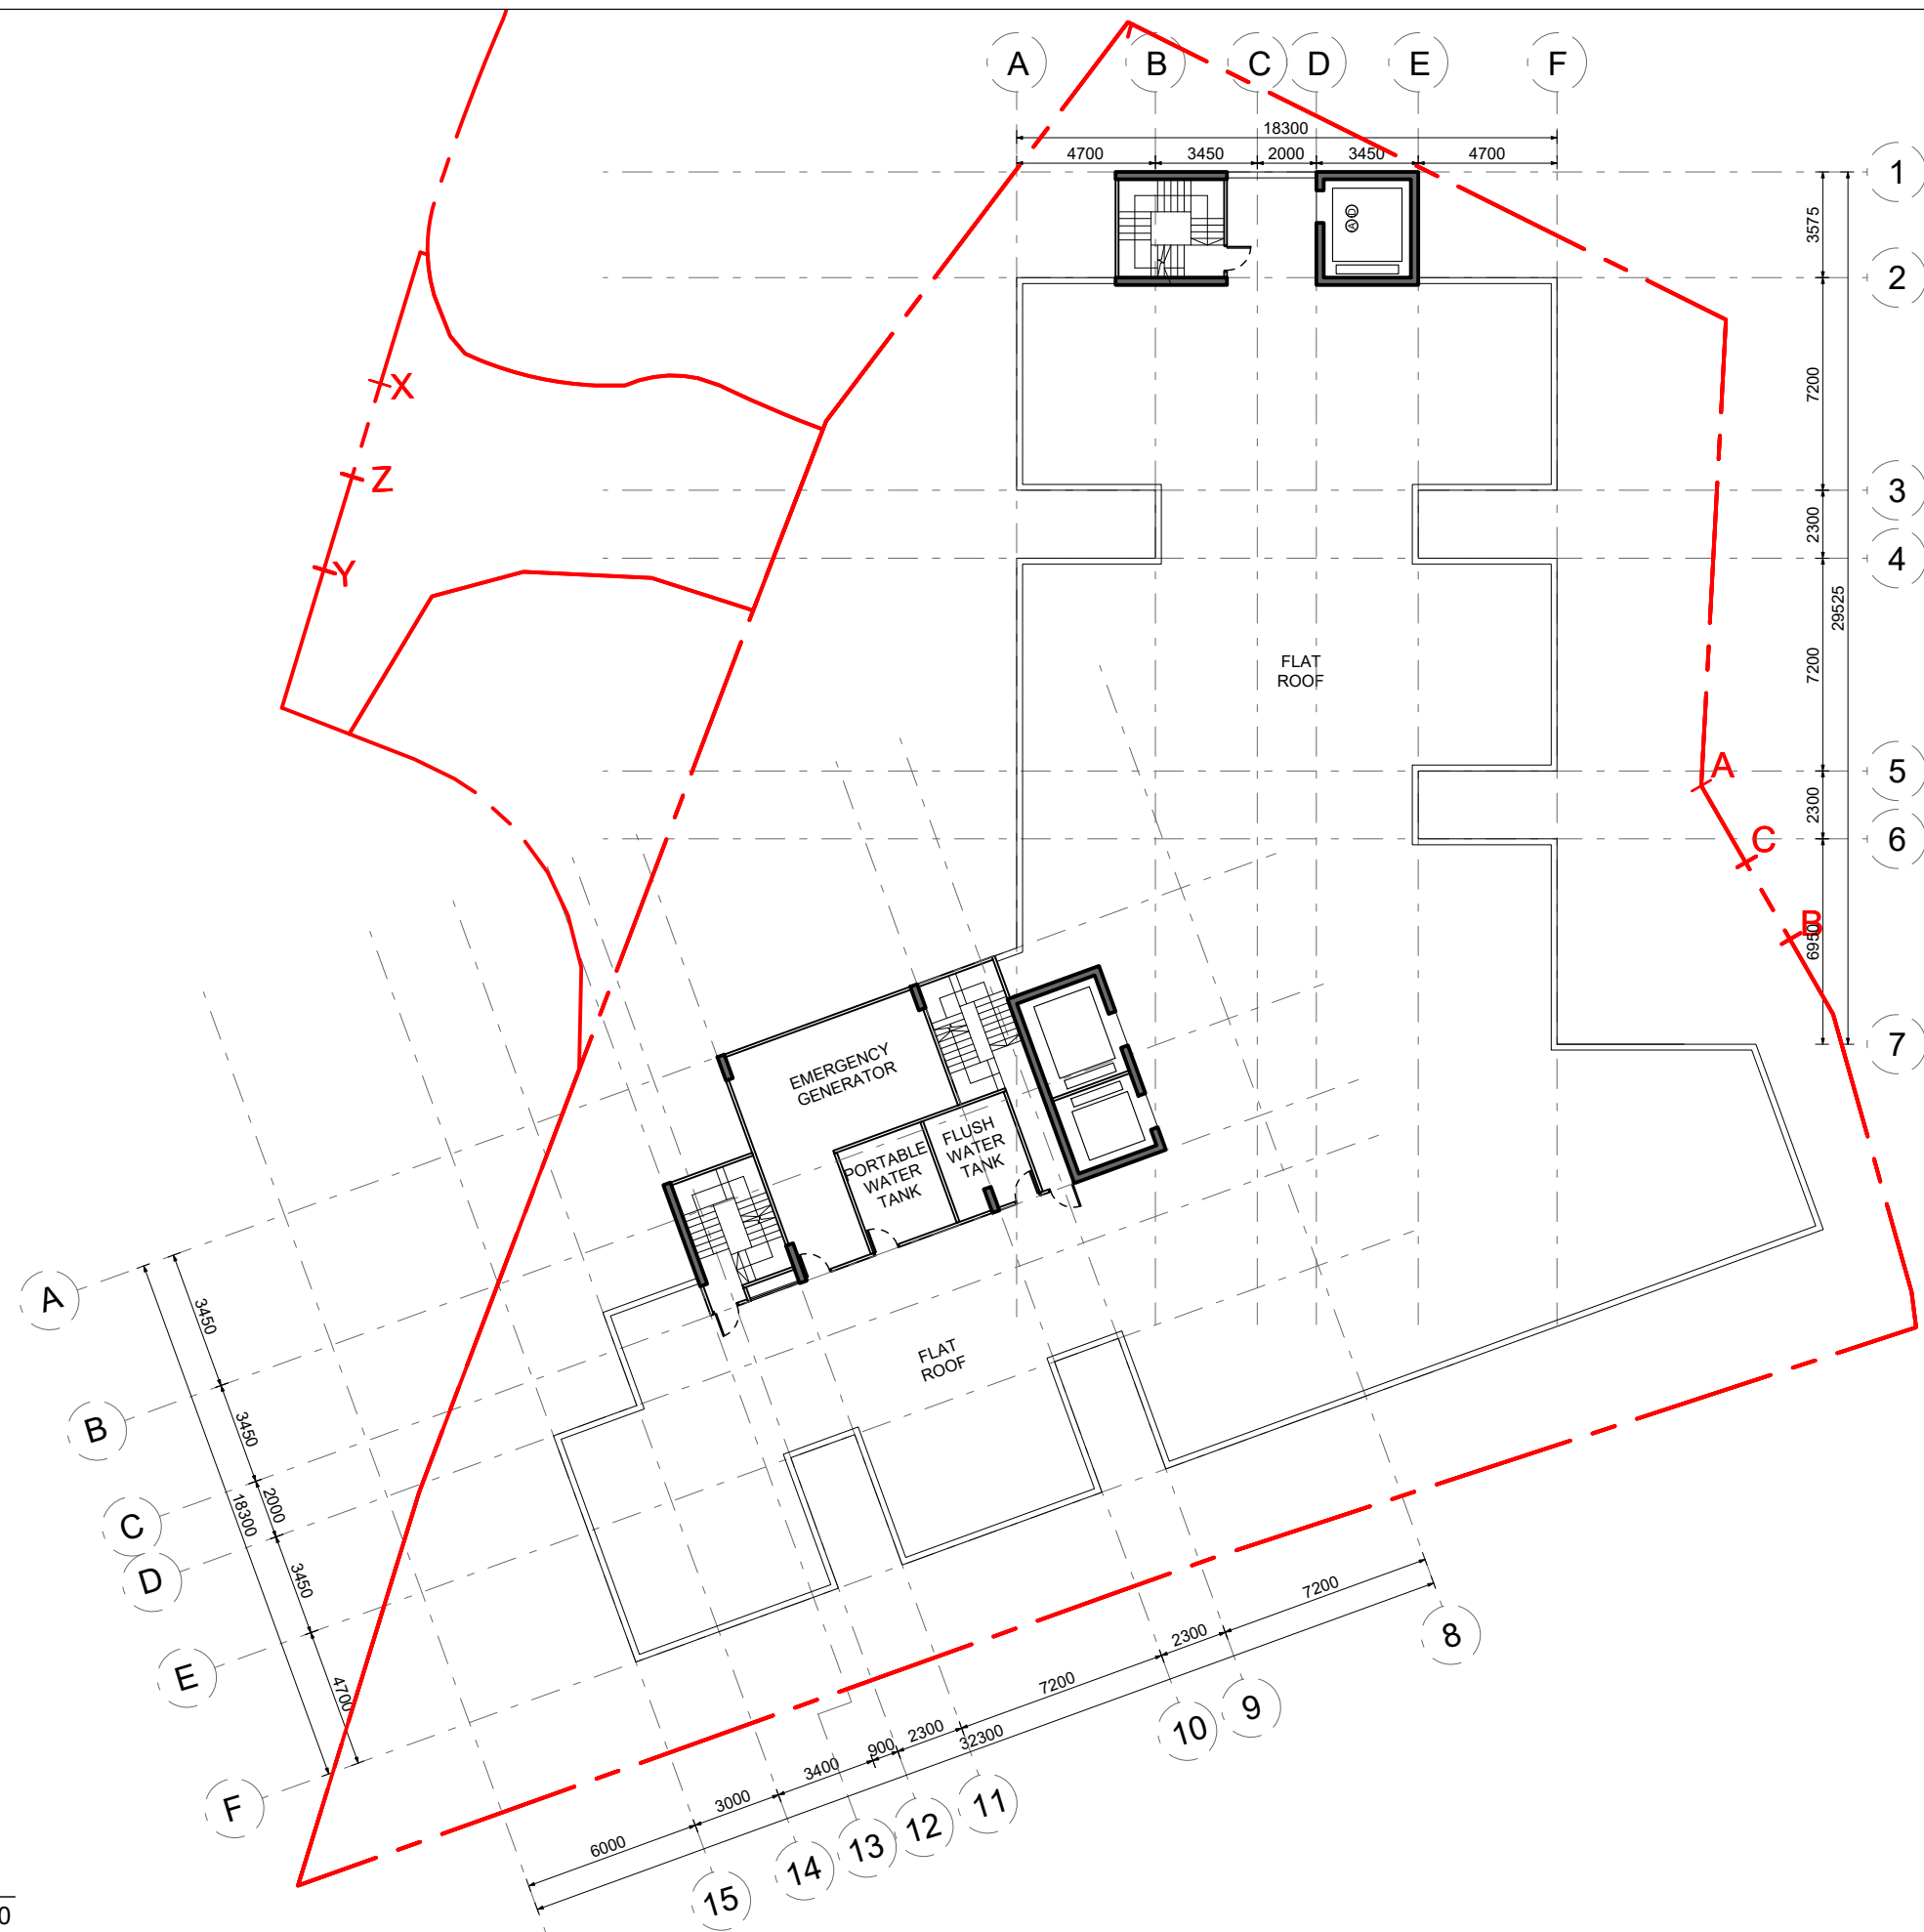 A B C D E F
18300
4700 3450 2000 3450 4700
1
3575
2
X
7200
Z
3
2300
Y
4
29525
FLAT
ROOF
7200
A
5
2300
C
6
B
6950
7
EMERGENCY
GENERATOR
FLUSH
WATER
TANK
PORTABLE
WATER
TANK
A
3450
FLAT
ROOF
B
3450
C
2000
18300
D
3450
E
4700
F
7200
8
2300
9
7200
10
32300
2300
11
900
12
3400
13
3000
14
6000
15
A D
0